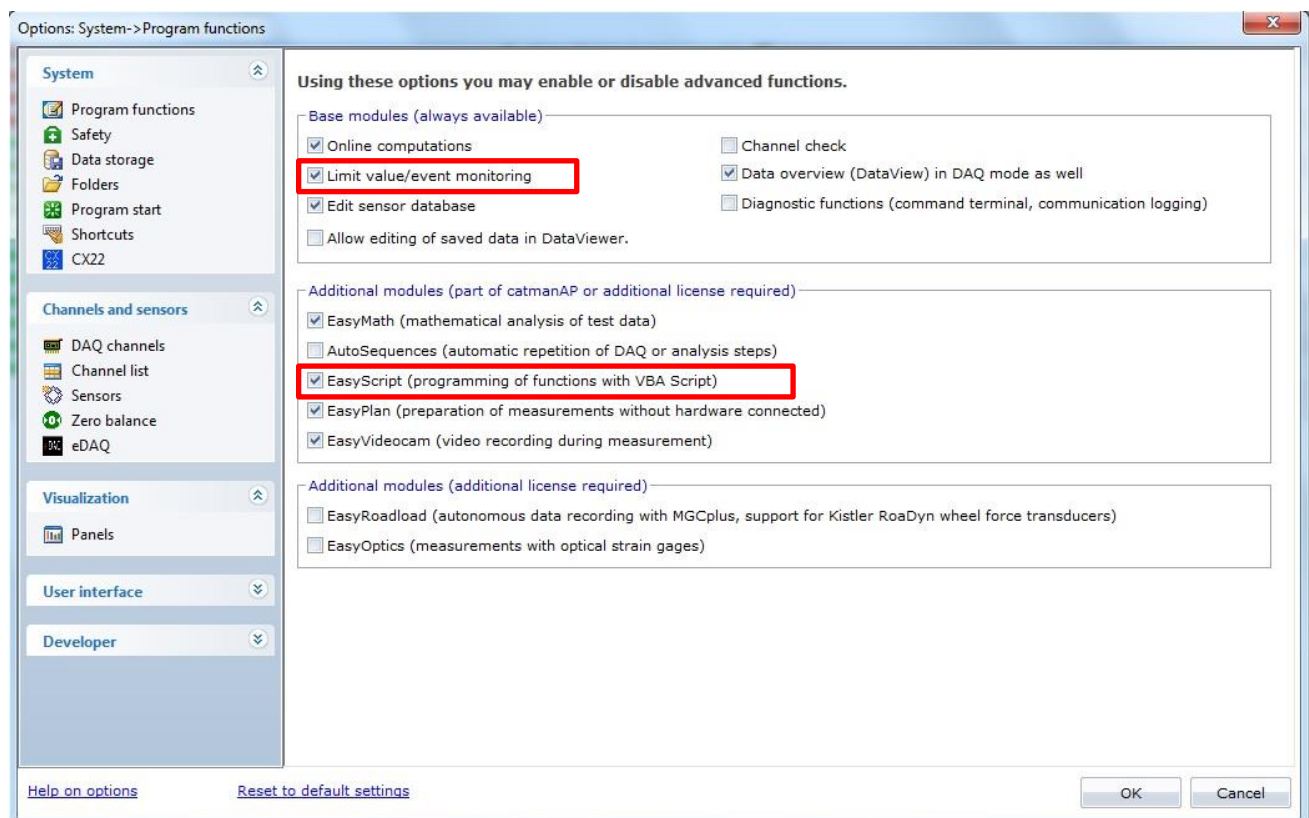 Options: System->Program functions
System
Program functions
Safety
Data storage
Folders
Program start
Shortcuts
CX22
Channels and sensors
DAQ channels
Channel list
Sensors
Zero balance
eDAQ
Visualization
Panels
User interface
Developer
Using these options you may enable or disable advanced functions.
Base modules (always available)
Online computations
Channel check
Limit value/event monitoring
Data overview (DataView) in DAQ mode as well
Edit sensor database
Diagnostic functions (command terminal, communication logging)
Allow editing of saved data in DataViewer.
Additional modules (part of catmanAP or additional license required)
EasyMath (mathematical analysis of test data)
AutoSequences (automatic repetition of DAQ or analysis steps)
EasyScript (programming of functions with VBA Script)
EasyPlan (preparation of measurements without hardware connected)
EasyVideocam (video recording during measurement)
Additional modules (additional license required)
EasyRoadload (autonomous data recording with MGCplus, support for Kistler RoaDyn wheel force transducers)
EasyOptics (measurements with optical strain gages)
Help on options
Reset to default settings
OK
Cancel